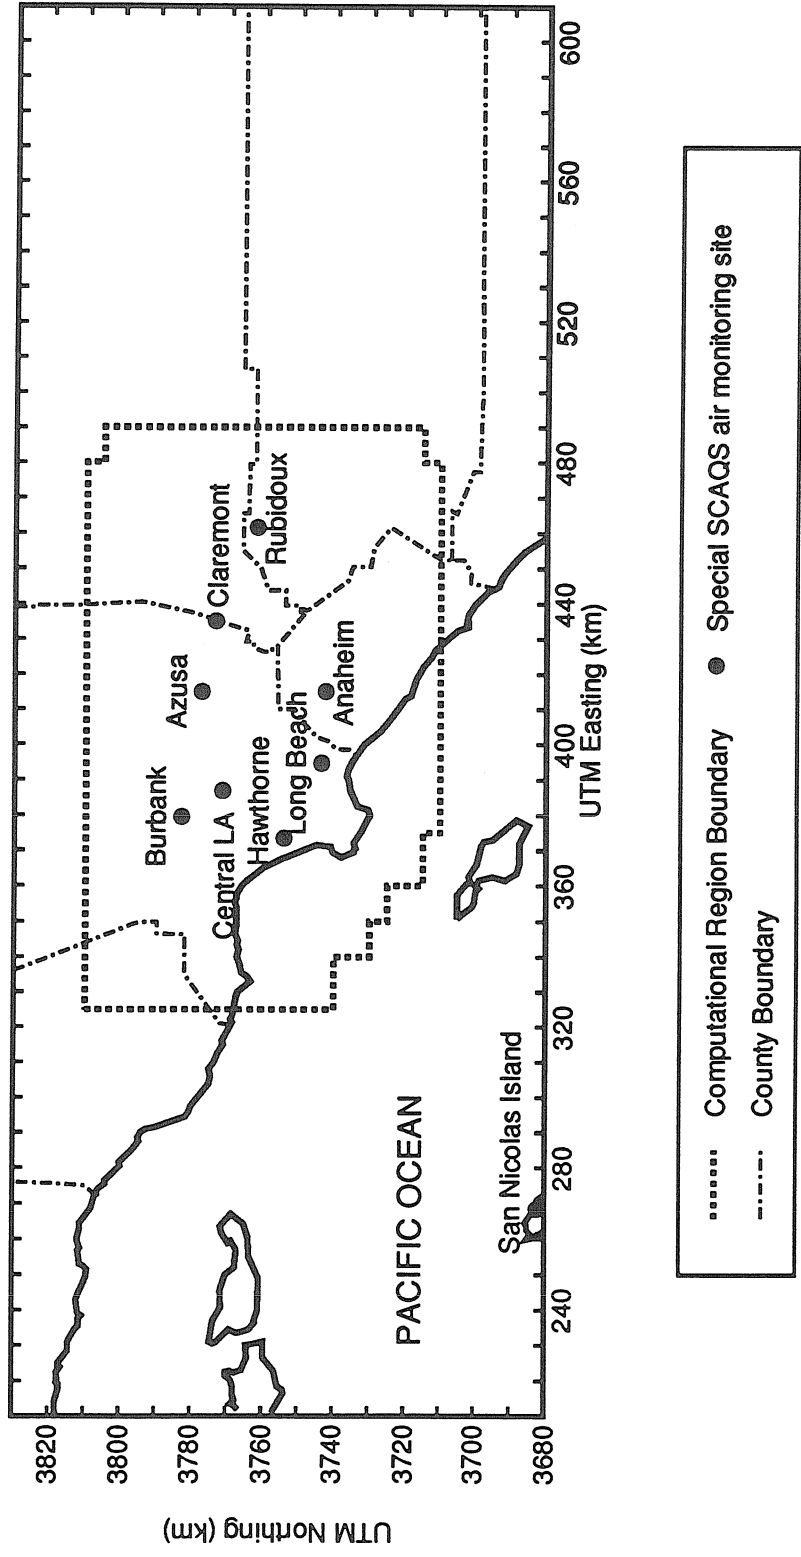 UTM Northing (km)
3820
3800
3780
3760
3740
3720
3700
3680
240
280
320
360
400
440
480
520
560
600
UTM Easting (km)
Burbank
Azusa
Claremont
Central LA
Rubidoux
Hawthorne
Long Beach
Anaheim
PACIFIC OCEAN
San Nicolas Island
Computational Region Boundary
Special SCAQS air monitoring site
County Boundary